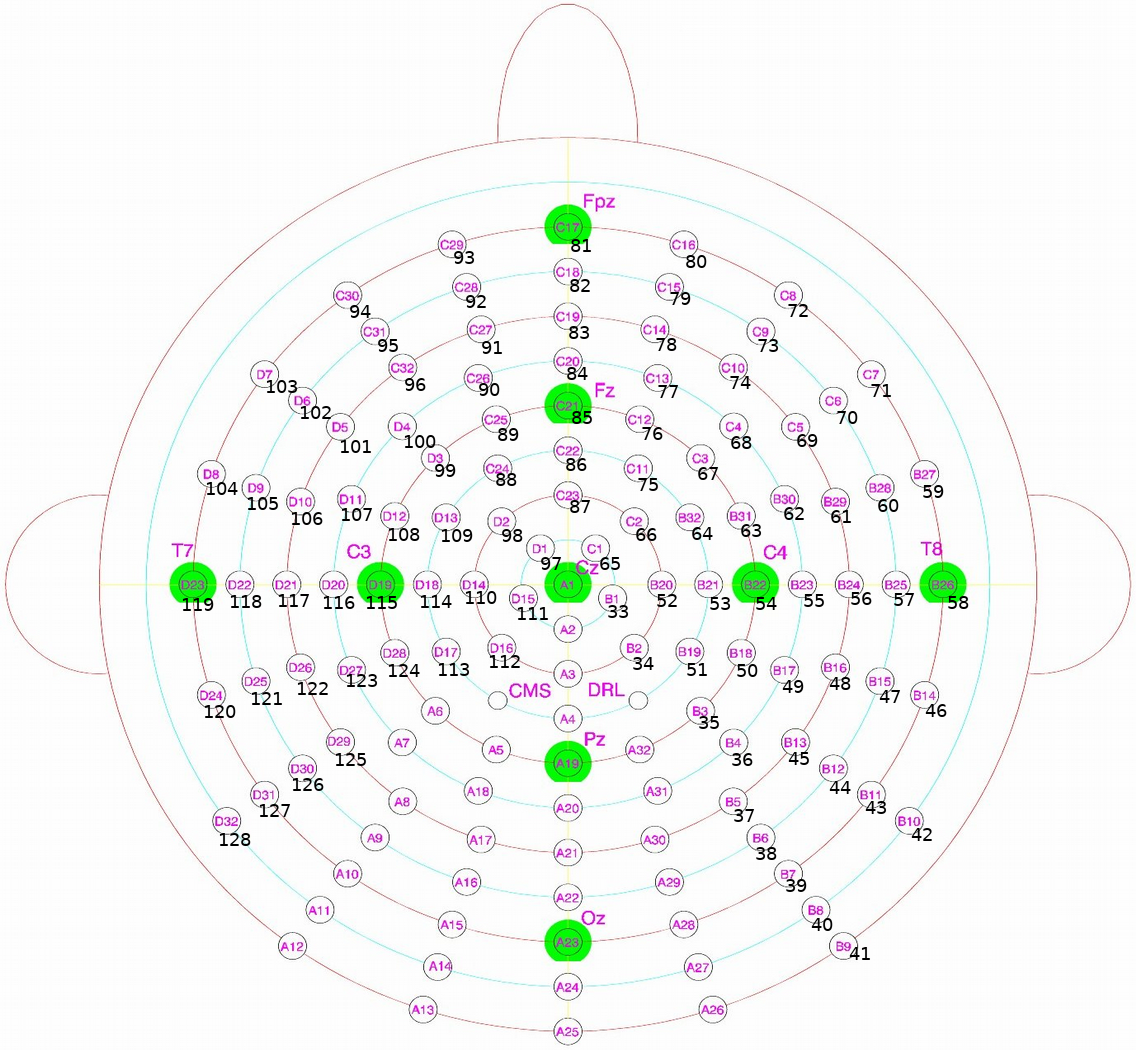 Fpz
C29 C17 C16
93 81 80
C30 C28 C18 C15 C8
94 92 82 79 72
C31 C27 C19 C14 C9
95 91 83 78 73
D7 C32 C26 C20 C13 C10 C7
103 96 90 84 77 74 71
Fz
D6 C21 C6
102 85 70
D5 D4 C25 C12 C4 C5
101 100 89 76 68 69
D3 C22 C3
99 86 67
D8 C24 C11 B27
104 88 75 59
D9 D10 D11 C23 B30 B29 B28
105 106 107 87 62 61 60
D12 D13 D2 C2 B32 B31
108 109 98 66 64 63
T7 C3 D1 C1 C4 T8
97 65
Cz
D23 D22 D21 D20 D19 D18 D14 A1 B20 B21 B22 B23 B24 B25 B26
119 118 117 116 115 114 110 52 53 54 55 56 57 58
D15 B1
111 33
A2
D28 D17 D16 B2 B19 B18
124 113 112 34 51 50
D26 D27 A3 B17 B16
122 123 49 48
D24 D25 CMS DRL B15 B14
120 121 47 46
A6 A4 B3
35
Pz
D29 A7 A5 A32 B4 B13
125 36 45
D30 A19 B12
126 44
D31 A8 A18 A20 A31 B5 B11
127 37 43
D32 B10
128 42
A9 A17 A21 A30 B6
38
A10 A16 A22 A29 B7
39
Oz
A11 A15 A28 B8
40
A12 A23 B9
41
A14 A27
A24
A13 A26
A25